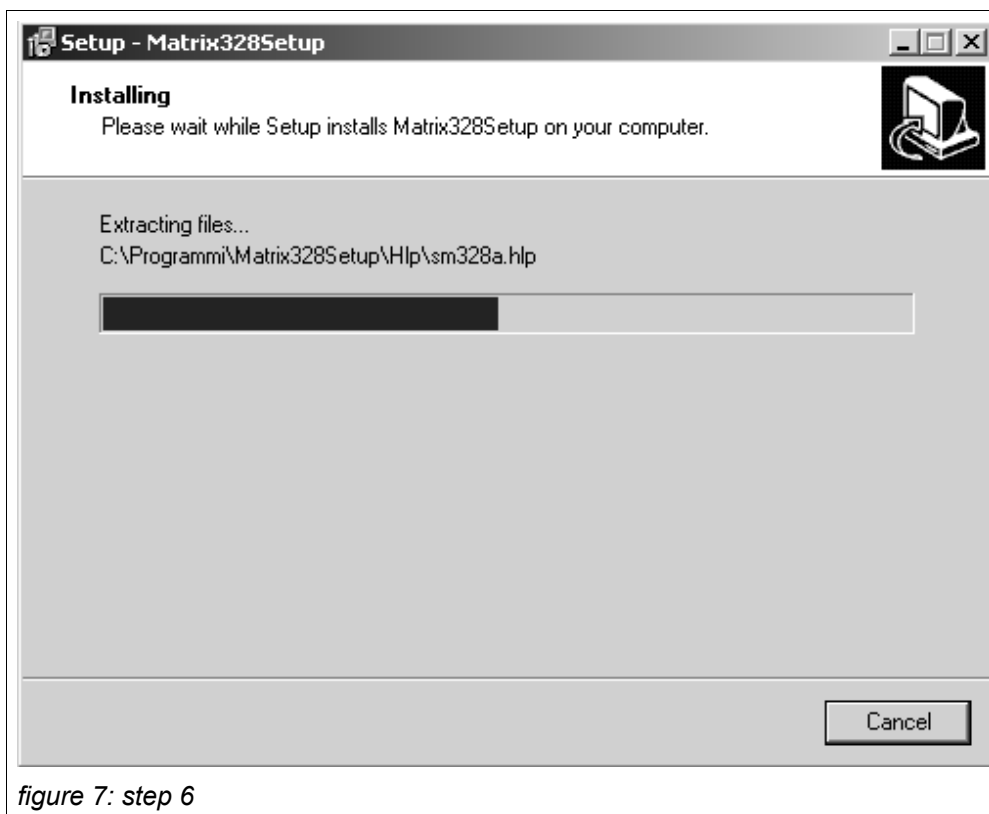 Setup - Matrix328Setup
Installing
Please wait while Setup installs Matrix328Setup on your computer.
Extracting files...
C:\Programmi\Matrix328Setup\Hlp\sm328a.hlp
Cancel
figure 7: step 6